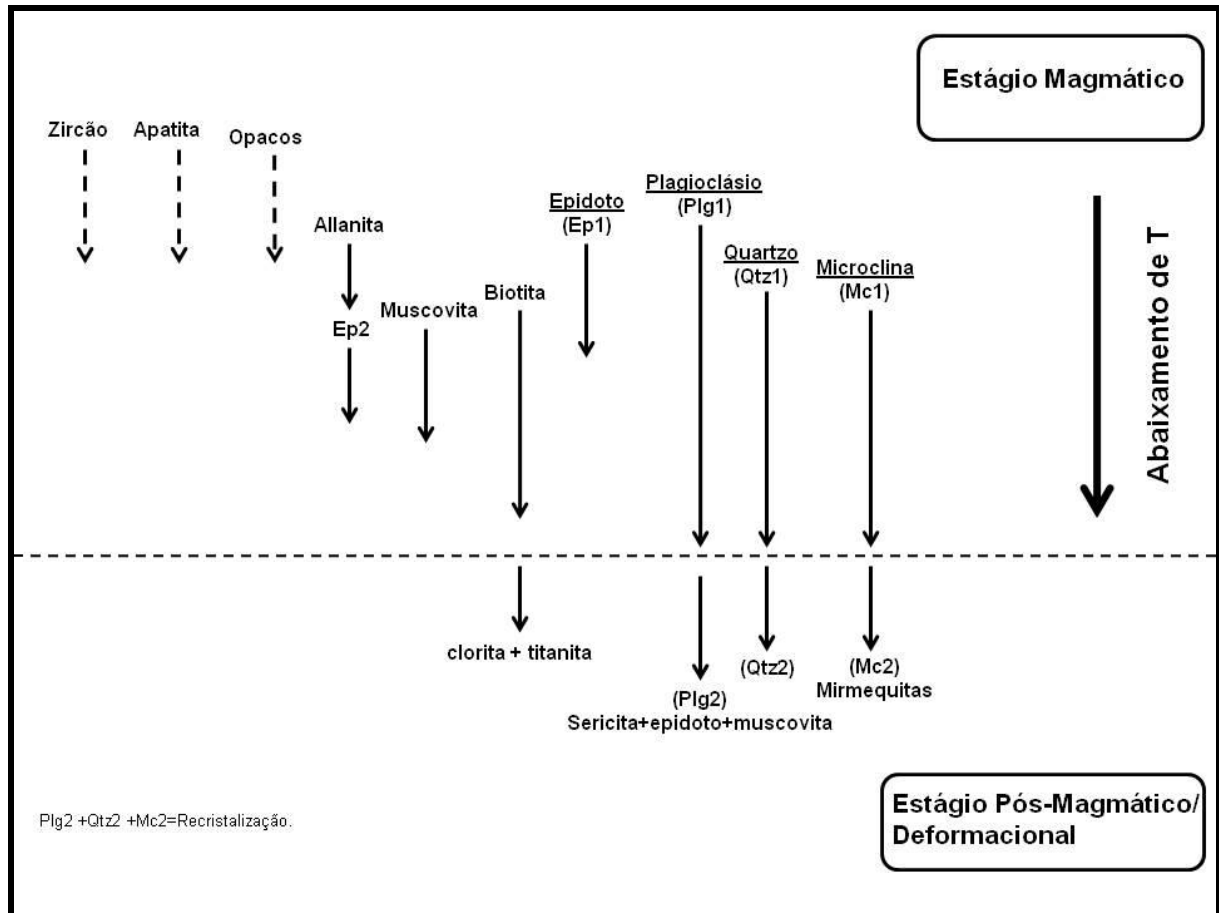 Estágio Magmático
Zircão
Apatita
Opacos
Allanita
Ep2
Muscovita
Biotita
Epidoto
(Ep1)
Plagioclásio
(Plg1)
Quartzo
(Qtz1)
Microclina
(Mc1)
Abaixamento de T
clorita + titanita
(Plg2)
Sericita+epidoto+muscovita
(Qtz2)
(Mc2)
Mirmequitas
Plg2 +Qtz2 +Mc2=Recristalização.
Estágio Pós-Magmático/
Deformacional